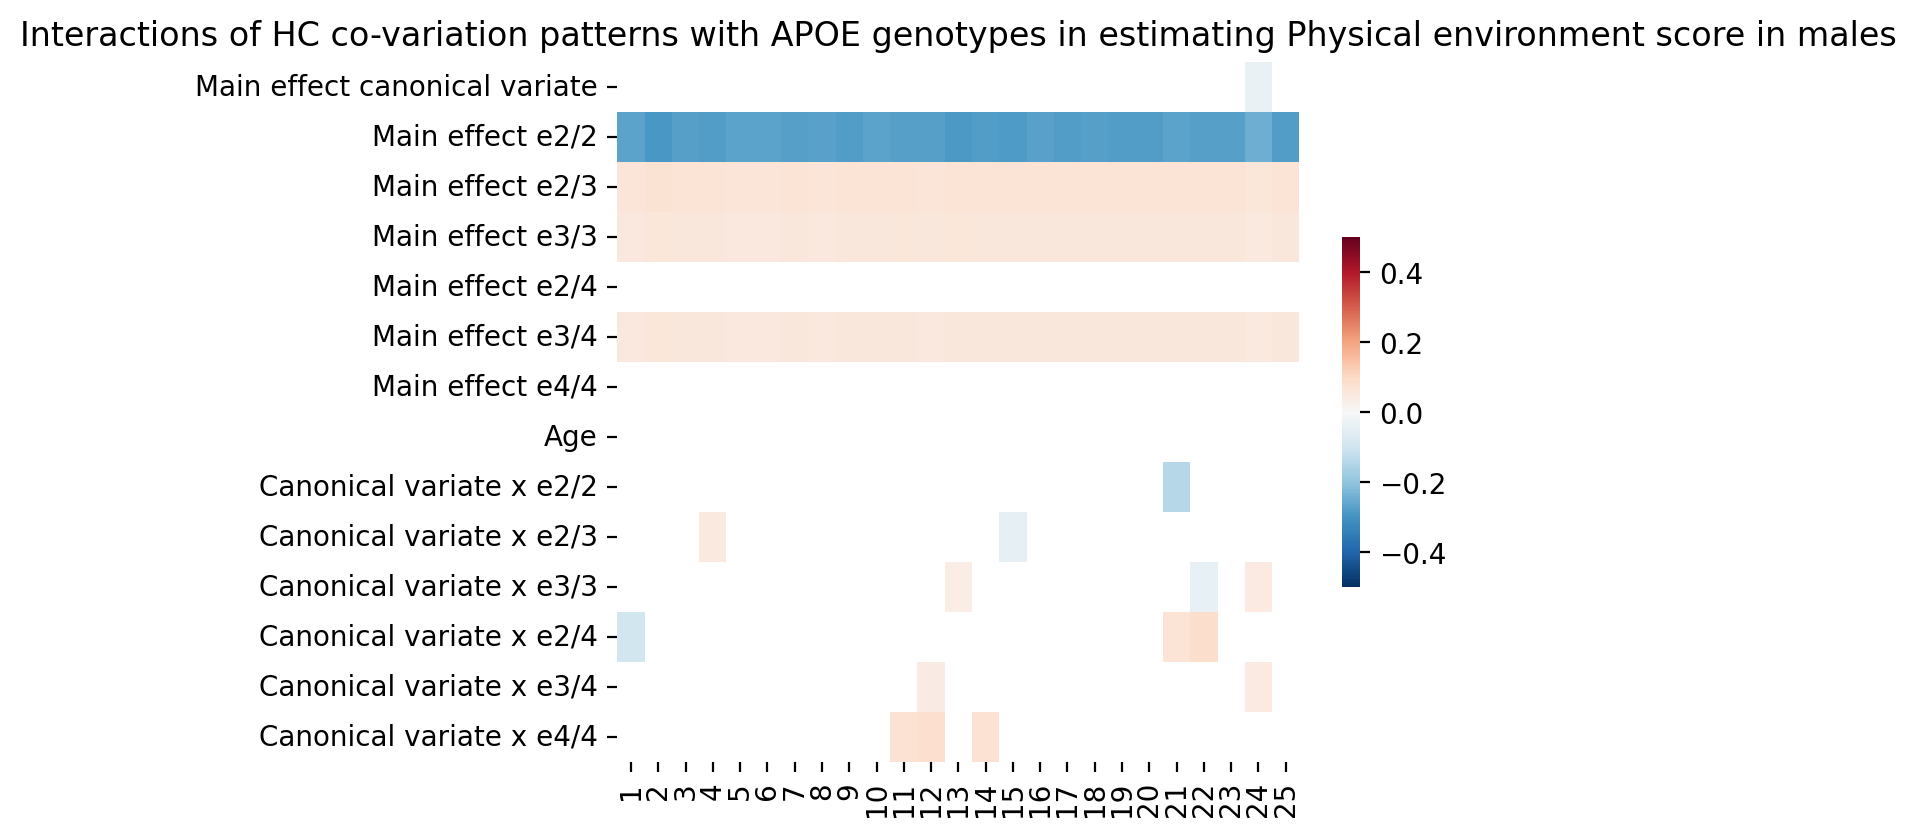 Interactions of HC co-variation patterns with APOE genotypes in estimating Physical environment score in males
Main effect canonical variate
Main effect e2/2
Main effect e2/3
Main effect e3/3
Main effect e2/4
Main effect e3/4
Main effect e4/4
Age
Canonical variate x e2/2
Canonical variate x e2/3
Canonical variate x e3/3
Canonical variate x e2/4
Canonical variate x e3/4
Canonical variate x e4/4
1 2 3 4 5 6 7 8 9 10 11 12 13 14 15 16 17 18 19 20 21 22 23 24 25
0.4
0.2
0.0
−0.2
−0.4